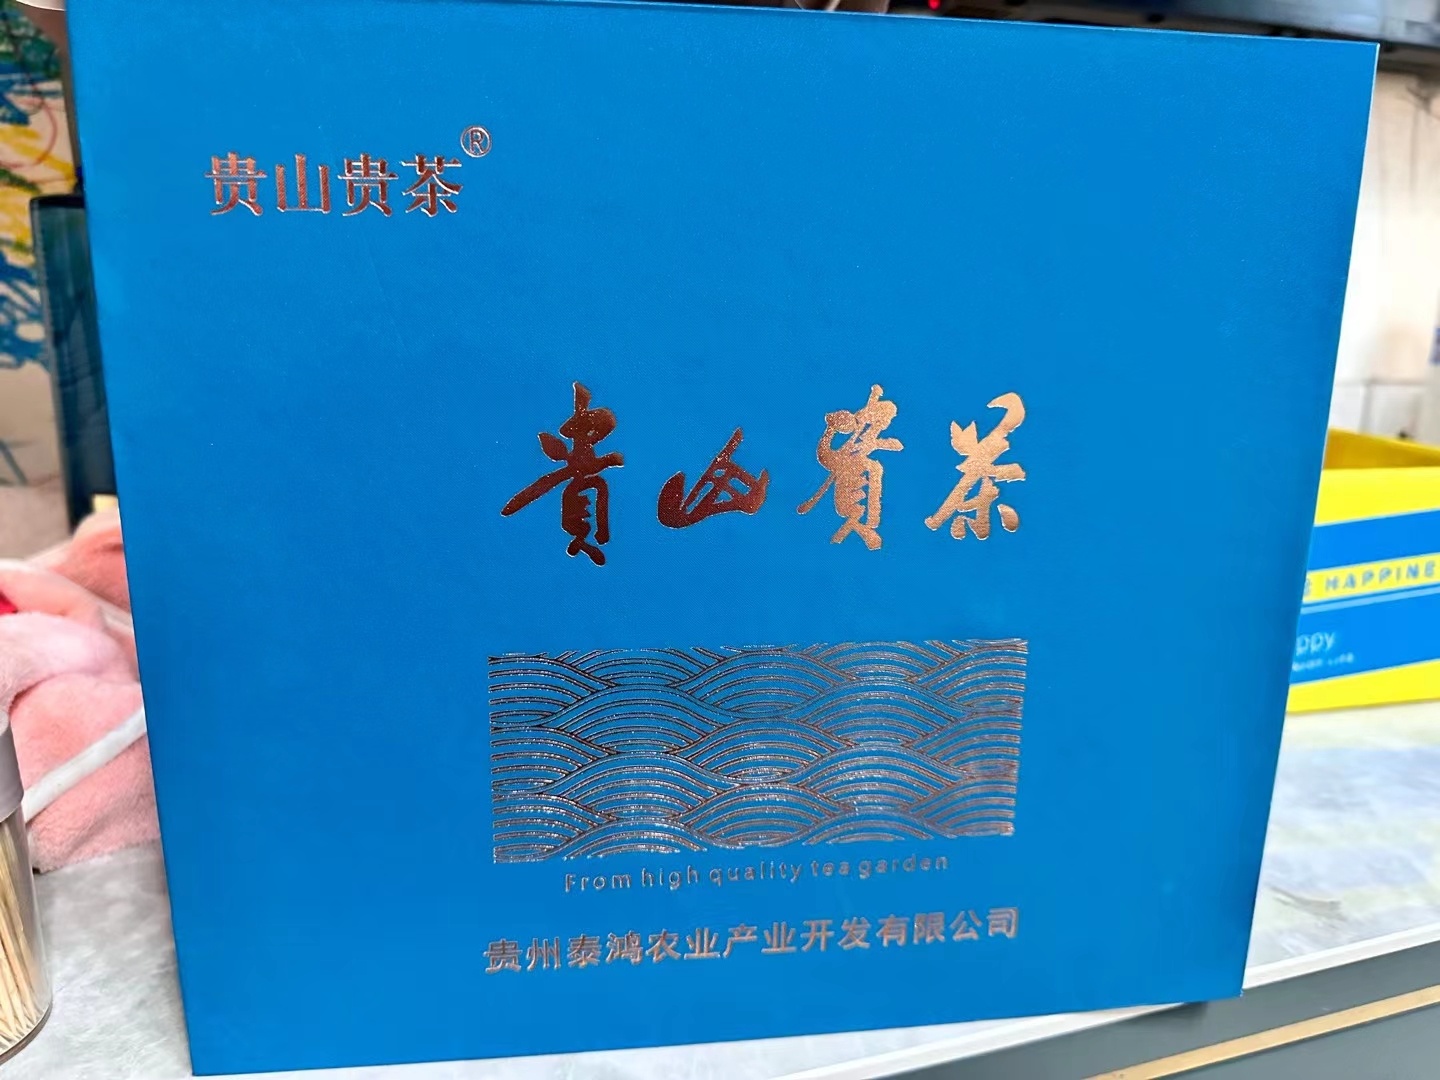 贵山贵茶®
貴山貴茶
From high quality tea garden
贵州泰鸿农业产业开发有限公司
HAPPINE
ppy